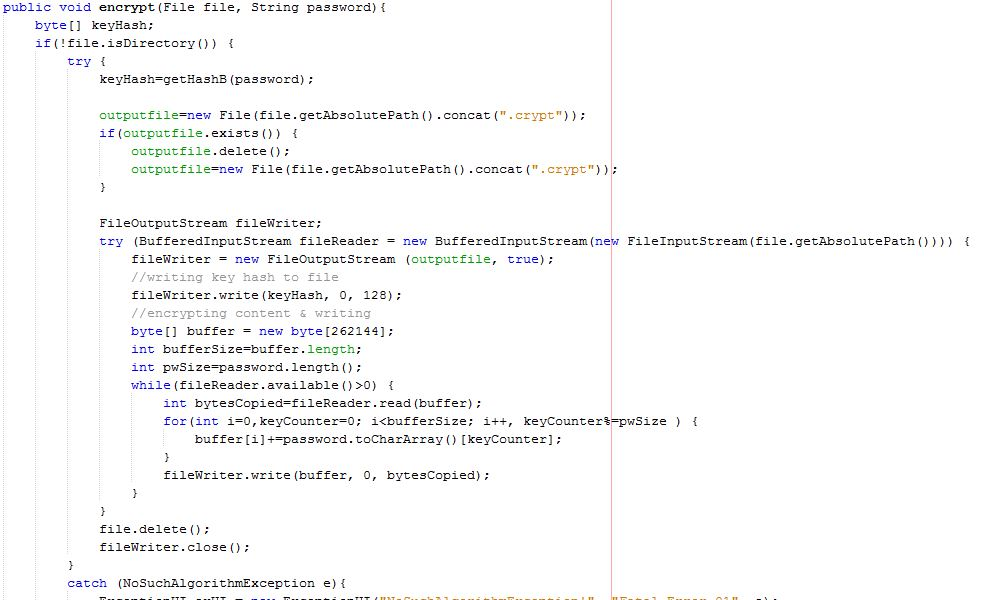 public void encrypt(File file, String password){
byte[] keyHash;
if(!file.isDirectory()) {
try {
keyHash=getHashB(password);
outputfile=new File(file.getAbsolutePath().concat(".crypt"));
if(outputfile.exists()) {
outputfile.delete();
outputfile=new File(file.getAbsolutePath().concat(".crypt"));
}
FileOutputStream fileWriter;
try (BufferedInputStream fileReader = new BufferedInputStream(new FileInputStream(file.getAbsolutePath()))) {
fileWriter = new FileOutputStream (outputfile, true);
//writing key hash to file
fileWriter.write(keyHash, 0, 128);
//encrypting content & writing
byte[] buffer = new byte[262144];
int bufferSize=buffer.length;
int pwSize=password.length();
while(fileReader.available()>0) {
int bytesCopied=fileReader.read(buffer);
for(int i=0,keyCounter=0; i<bufferSize; i++, keyCounter%=pwSize ) {
buffer[i]+=password.toCharArray()[keyCounter];
}
fileWriter.write(buffer, 0, bytesCopied);
}
}
file.delete();
fileWriter.close();
}
catch (NoSuchAlgorithmException e){